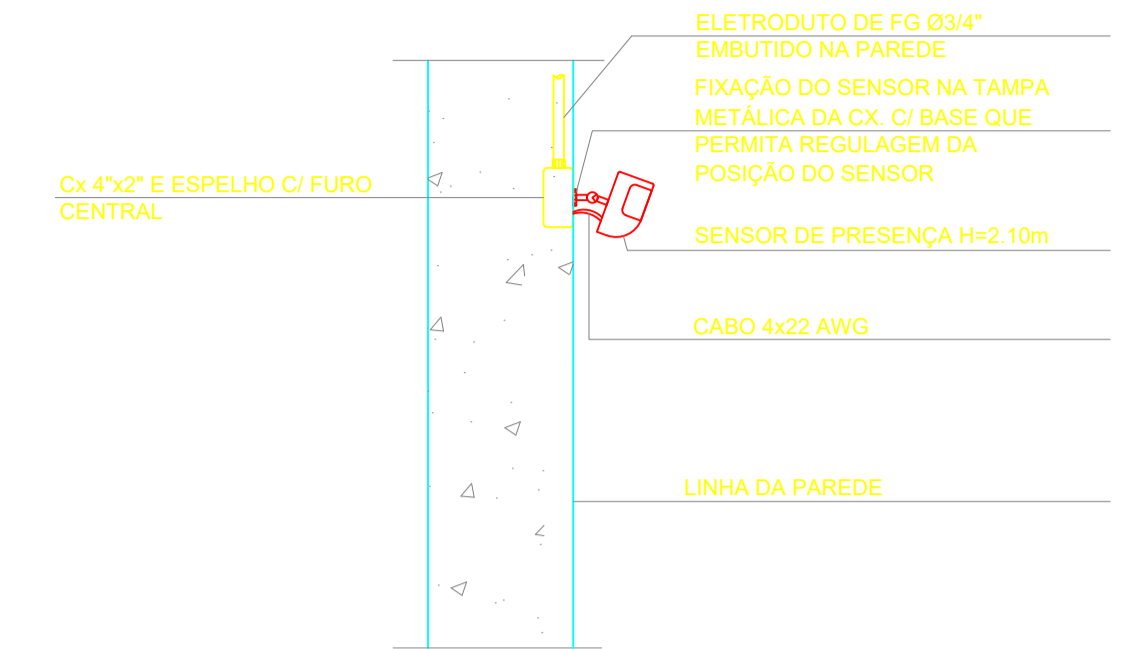 ELETRODUTO DE FG Ø3/4"
EMBUTIDO NA PAREDE
FIXAÇÃO DO SENSOR NA TAMPA
METÁLICA DA CX. C/ BASE QUE
PERMITA REGULAGEM DA
POSIÇÃO DO SENSOR
Cx 4"x2" E ESPELHO C/ FURO
CENTRAL
SENSOR DE PRESENÇA H=2.10m
CABO 4x22 AWG
LINHA DA PAREDE